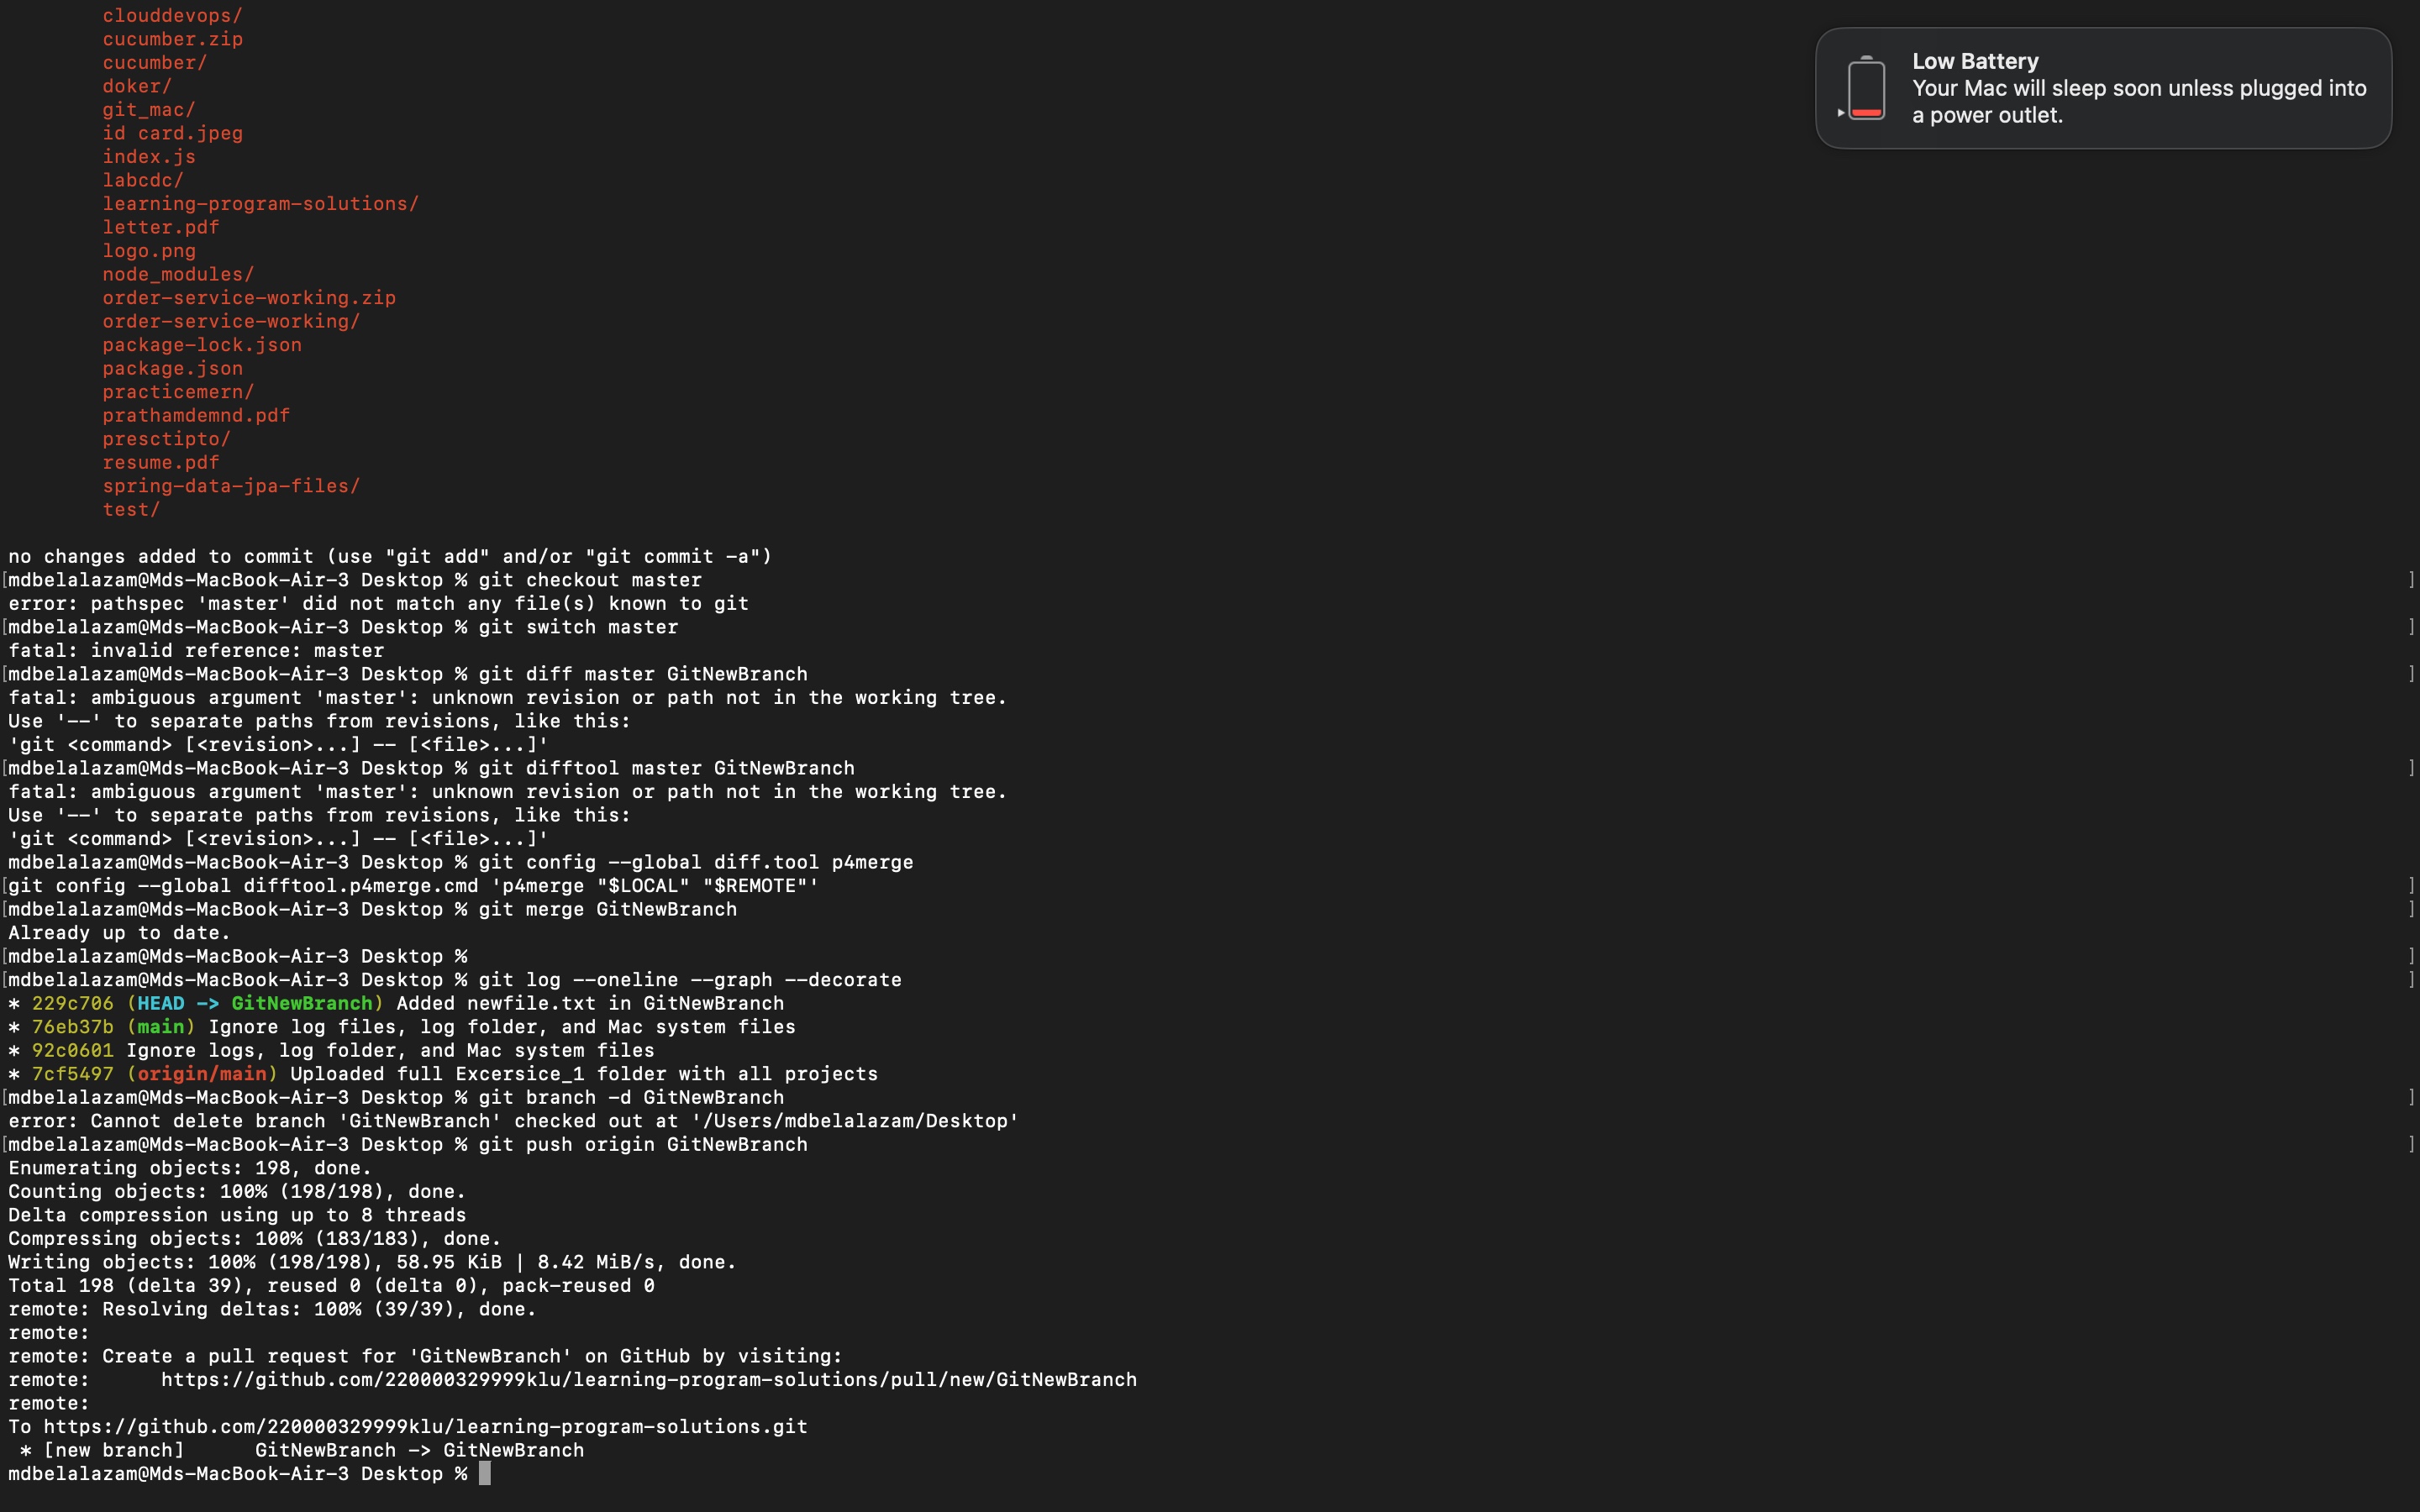 clouddevops/
cucumber.zip
cucumber/
doker/
git_mac/
id card.jpeg
index.js
labcdc/
learning-program-solutions/
letter.pdf
logo.png
node_modules/
order-service-working.zip
order-service-working/
package-lock.json
package.json
practicemern/
prathamdemnd.pdf
presctipto/
resume.pdf
spring-data-jpa-files/
test/
Low Battery
Your Mac will sleep soon unless plugged into
a power outlet.
no changes added to commit (use "git add" and/or "git commit -a")
[mdbelalazam@Mds-MacBook-Air-3 Desktop % git checkout master ]
error: pathspec 'master' did not match any file(s) known to git
[mdbelalazam@Mds-MacBook-Air-3 Desktop % git switch master ]
fatal: invalid reference: master
[mdbelalazam@Mds-MacBook-Air-3 Desktop % git diff master GitNewBranch ]
fatal: ambiguous argument 'master': unknown revision or path not in the working tree.
Use '--' to separate paths from revisions, like this:
'git <command> [<revision>...] -- [<file>...]'
[mdbelalazam@Mds-MacBook-Air-3 Desktop % git difftool master GitNewBranch ]
fatal: ambiguous argument 'master': unknown revision or path not in the working tree.
Use '--' to separate paths from revisions, like this:
'git <command> [<revision>...] -- [<file>...]'
mdbelalazam@Mds-MacBook-Air-3 Desktop % git config --global diff.tool p4merge
[git config --global difftool.p4merge.cmd 'p4merge "$LOCAL" "$REMOTE"' ]
[mdbelalazam@Mds-MacBook-Air-3 Desktop % git merge GitNewBranch ]
Already up to date.
[mdbelalazam@Mds-MacBook-Air-3 Desktop % ]
[mdbelalazam@Mds-MacBook-Air-3 Desktop % git log --oneline --graph --decorate ]
* 229c706 (HEAD -> GitNewBranch) Added newfile.txt in GitNewBranch
* 76eb37b (main) Ignore log files, log folder, and Mac system files
* 92c0601 Ignore logs, log folder, and Mac system files
* 7cf5497 (origin/main) Uploaded full Excersice_1 folder with all projects
[mdbelalazam@Mds-MacBook-Air-3 Desktop % git branch -d GitNewBranch ]
error: Cannot delete branch 'GitNewBranch' checked out at '/Users/mdbelalazam/Desktop'
[mdbelalazam@Mds-MacBook-Air-3 Desktop % git push origin GitNewBranch ]
Enumerating objects: 198, done.
Counting objects: 100% (198/198), done.
Delta compression using up to 8 threads
Compressing objects: 100% (183/183), done.
Writing objects: 100% (198/198), 58.95 KiB | 8.42 MiB/s, done.
Total 198 (delta 39), reused 0 (delta 0), pack-reused 0
remote: Resolving deltas: 100% (39/39), done.
remote:
remote: Create a pull request for 'GitNewBranch' on GitHub by visiting:
remote:      https://github.com/220000329999klu/learning-program-solutions/pull/new/GitNewBranch
remote:
To https://github.com/220000329999klu/learning-program-solutions.git
 * [new branch]      GitNewBranch -> GitNewBranch
mdbelalazam@Mds-MacBook-Air-3 Desktop %